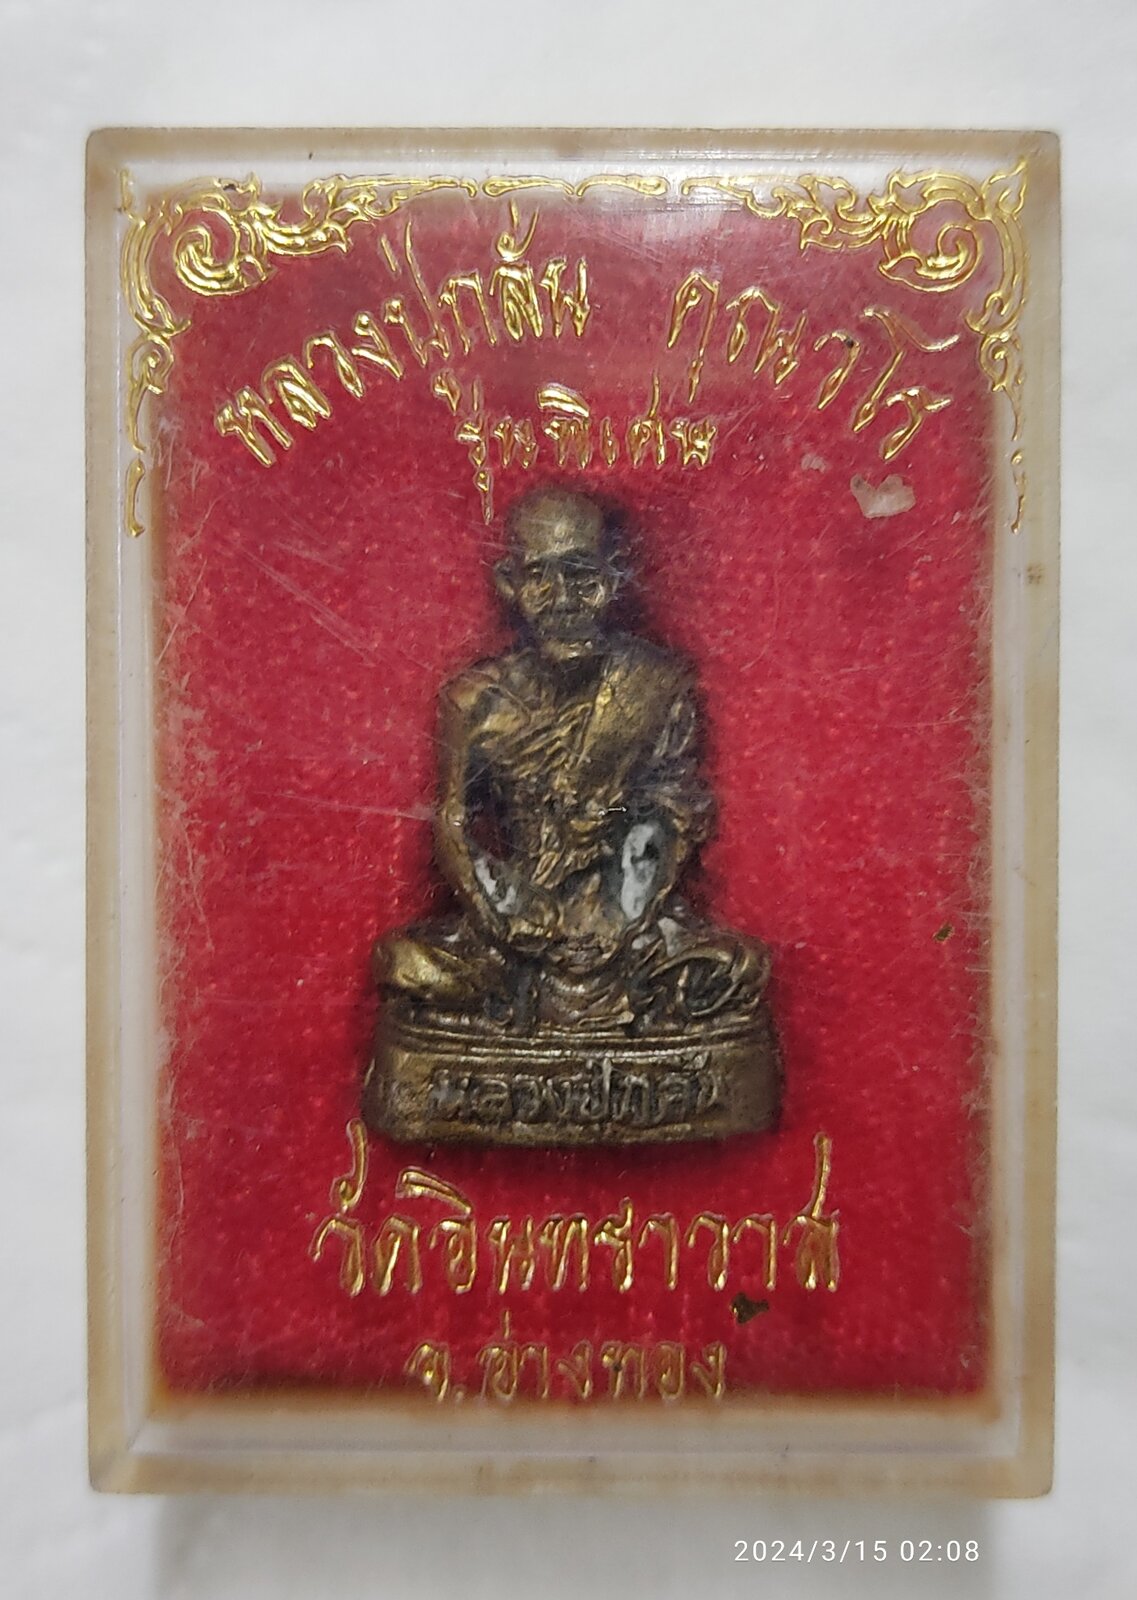 หลวงปู่กลั่น คุณวโร
รุ่นพิเศษ
หลวงปู่กลั่น
วัดอินทราวาส
จ.อ่างทอง
2024/3/15 02:08